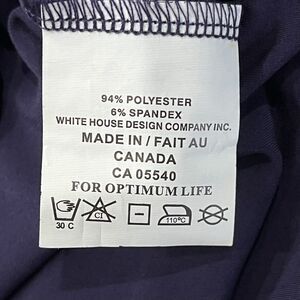 94% POLYESTER
6% SPANDEX
WHITE HOUSE DESIGN COMPANY INC.
MADE IN / FAIT AU
CANADA
CA 05540
FOR OPTIMUM LIFE
30 C
CI
110°C